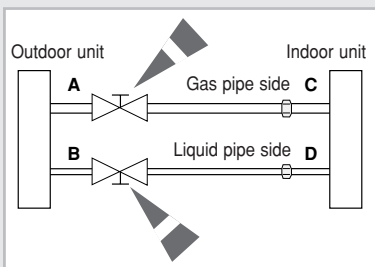 Outdoor unit
Indoor unit
A
Gas pipe side
C
B
Liquid pipe side
D